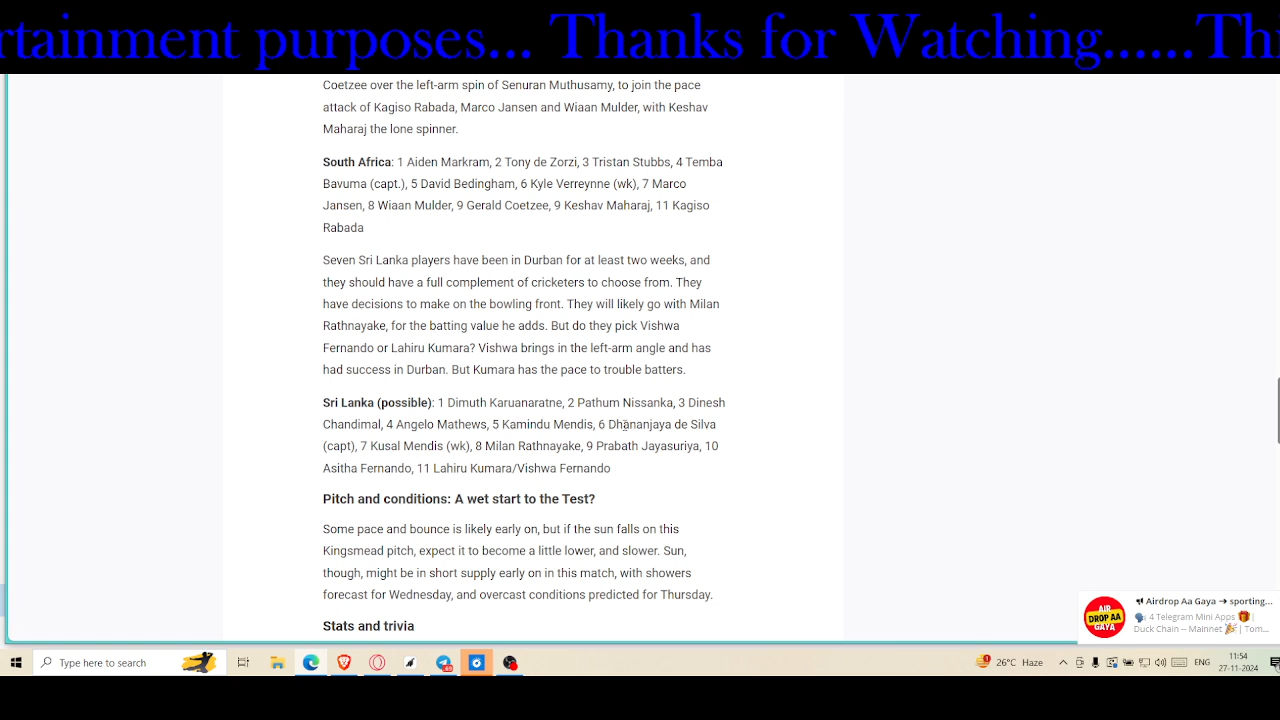 rtainment purposes... Thanks for Watching......Thi
Coetzee over the left-arm spin of Senuran Muthusamy, to join the pace
attack of Kagiso Rabada, Marco Jansen and Wiaan Mulder, with Keshav
Maharaj the lone spinner.
South Africa: 1 Aiden Markram, 2 Tony de Zorzi, 3 Tristan Stubbs, 4 Temba
Bavuma (capt.), 5 David Bedingham, 6 Kyle Verreynne (wk), 7 Marco
Jansen, 8 Wiaan Mulder, 9 Gerald Coetzee, 9 Keshav Maharaj, 11 Kagiso
Rabada
Seven Sri Lanka players have been in Durban for at least two weeks, and
they should have a full complement of cricketers to choose from. They
have decisions to make on the bowling front. They will likely go with Milan
Rathnayake, for the batting value he adds. But do they pick Vishwa
Fernando or Lahiru Kumara? Vishwa brings in the left-arm angle and has
had success in Durban. But Kumara has the pace to trouble batters.
Sri Lanka (possible): 1 Dimuth Karuanaratne, 2 Pathum Nissanka, 3 Dinesh
Chandimal, 4 Angelo Mathews, 5 Kamindu Mendis, 6 Dhananjaya de Silva
(capt), 7 Kusal Mendis (wk), 8 Milan Rathnayake, 9 Prabath Jayasuriya, 10
Asitha Fernando, 11 Lahiru Kumara/Vishwa Fernando
Pitch and conditions: A wet start to the Test?
Some pace and bounce is likely early on, but if the sun falls on this
Kingsmead pitch, expect it to become a little lower, and slower. Sun,
though, might be in short supply early on in this match, with showers
forecast for Wednesday, and overcast conditions predicted for Thursday.
Stats and trivia
AIR DROP AA GAYA
Airdrop Aa Gaya ➔ sporting...
4 Telegram Mini Apps |
Duck Chain – Mainnet | Tom...
Type here to search
26°C Haze
ENG
11:54
27-11-2024